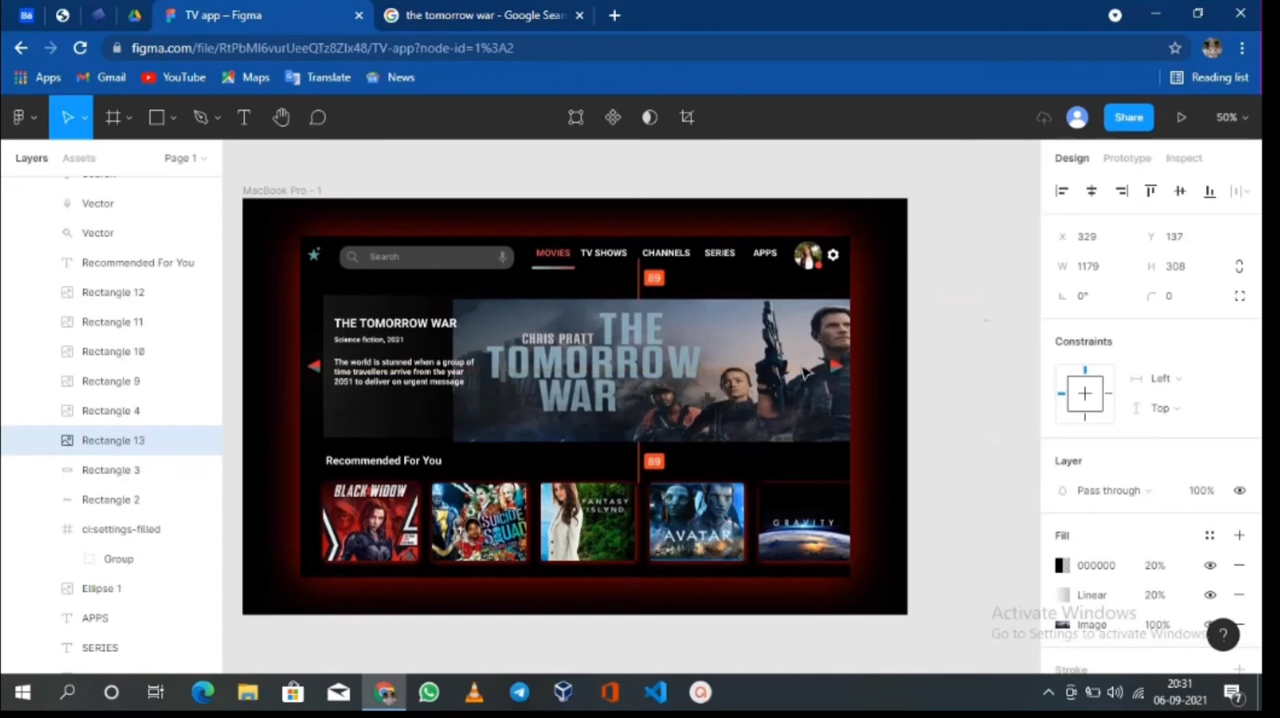 Bē
TV app – Figma
the tomorrow war - Google Sear
figma.com/file/RtPbMI6vurUeeQTz8ZIx48/TV-app?node-id=1%3A2
Apps
Gmail
YouTube
Maps
Translate
News
Reading list
Share
50%
Layers
Assets
Page 1
Vector
Vector
Recommended For You
Rectangle 12
Rectangle 11
Rectangle 10
Rectangle 9
Rectangle 4
Rectangle 13
Rectangle 3
Rectangle 2
ci:settings-filled
Group
Ellipse 1
APPS
SERIES
MacBook Pro - 1
Search
MOVIES
TV SHOWS
CHANNELS
SERIES
APPS
89
THE TOMORROW WAR
Science fiction, 2021
The world is stunned when a group of
time travellers arrive from the year
2051 to deliver on urgent message
CHRIS PRATT
THE
TOMORROW
WAR
Recommended For You
89
BLACK WIDOW
SUICIDE
SQUAD
FANTASY
ISLAND
AVATAR
GRAVITY
Design
Prototype
Inspect
X 329
Y 137
W 1179
H 308
0°
0
Constraints
Left
Top
Layer
Pass through
100%
Fill
000000
20%
Linear
20%
Image
100%
Activate Windows
Go to Settings to activate Windows
?
Stroke
20:31
06-09-2021
7